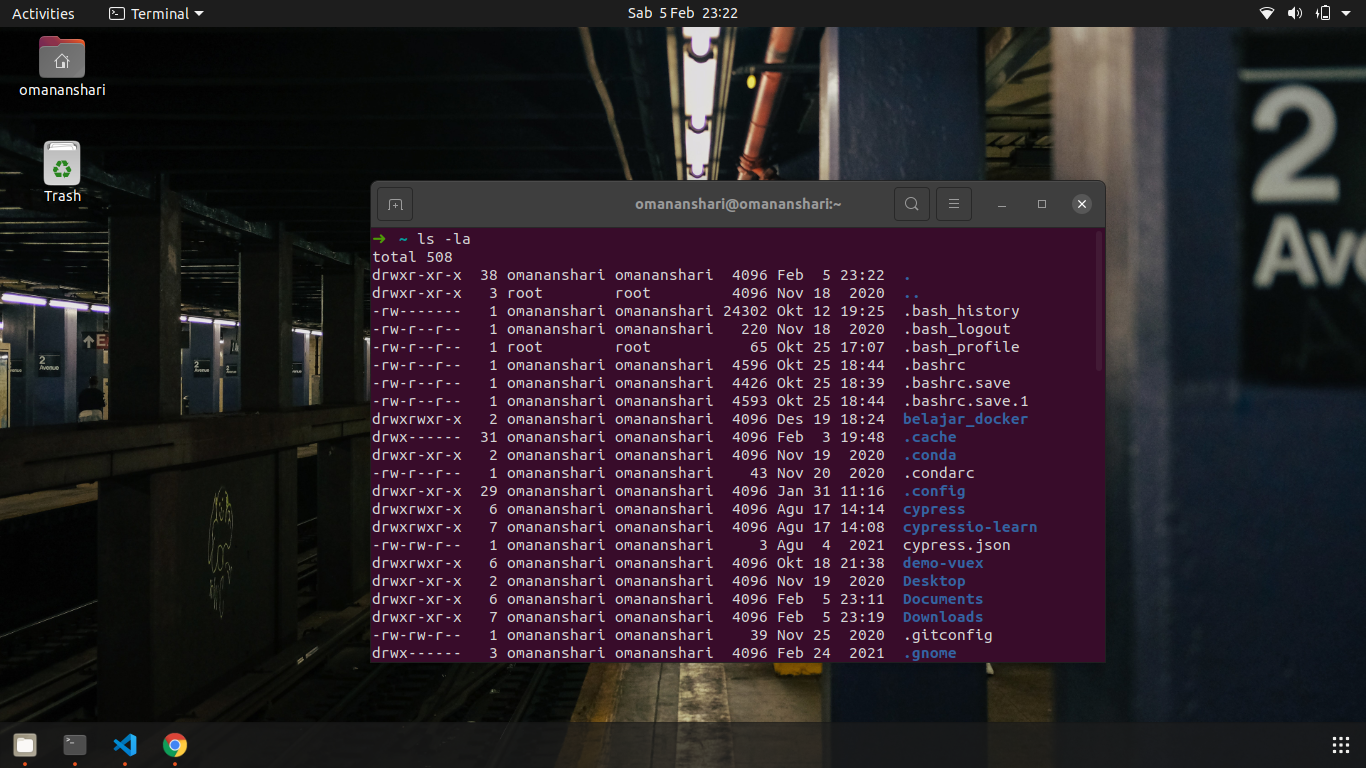 Activities
Terminal
Sab 5 Feb 23:22
omananshari
Trash
omananshari@omananshari:~
➜ ~ ls -la
total 508
drwxr-xr-x 38 omananshari omananshari 4096 Feb 5 23:22 .
drwxr-xr-x 3 root root 4096 Nov 18 2020 ..
-rw------- 1 omananshari omananshari 24302 Okt 12 19:25 .bash_history
-rw-r--r-- 1 omananshari omananshari 220 Nov 18 2020 .bash_logout
-rw-r--r-- 1 root root 65 Okt 25 17:07 .bash_profile
-rw-r--r-- 1 omananshari omananshari 4596 Okt 25 18:44 .bashrc
-rw-r--r-- 1 omananshari omananshari 4426 Okt 25 18:39 .bashrc.save
-rw-r--r-- 1 omananshari omananshari 4593 Okt 25 18:44 .bashrc.save.1
drwxrwxr-x 2 omananshari omananshari 4096 Des 19 18:24 belajar_docker
drwx------ 31 omananshari omananshari 4096 Feb 3 19:48 .cache
drwxr-xr-x 2 omananshari omananshari 4096 Nov 19 2020 .conda
-rw-r--r-- 1 omananshari omananshari 43 Nov 20 2020 .condarc
drwxr-xr-x 29 omananshari omananshari 4096 Jan 31 11:16 .config
drwxrwxr-x 6 omananshari omananshari 4096 Agu 17 14:14 cypress
drwxrwxr-x 7 omananshari omananshari 4096 Agu 17 14:08 cypressio-learn
-rw-rw-r-- 1 omananshari omananshari 3 Agu 4 2021 cypress.json
drwxrwxr-x 6 omananshari omananshari 4096 Okt 18 21:38 demo-vuex
drwxr-xr-x 2 omananshari omananshari 4096 Nov 19 2020 Desktop
drwxr-xr-x 6 omananshari omananshari 4096 Feb 5 23:11 Documents
drwxr-xr-x 7 omananshari omananshari 4096 Feb 5 23:19 Downloads
-rw-rw-r-- 1 omananshari omananshari 39 Nov 25 2020 .gitconfig
drwx------ 3 omananshari omananshari 4096 Feb 24 2021 .gnome
2
Avenue
2
Avenue
2
Ave